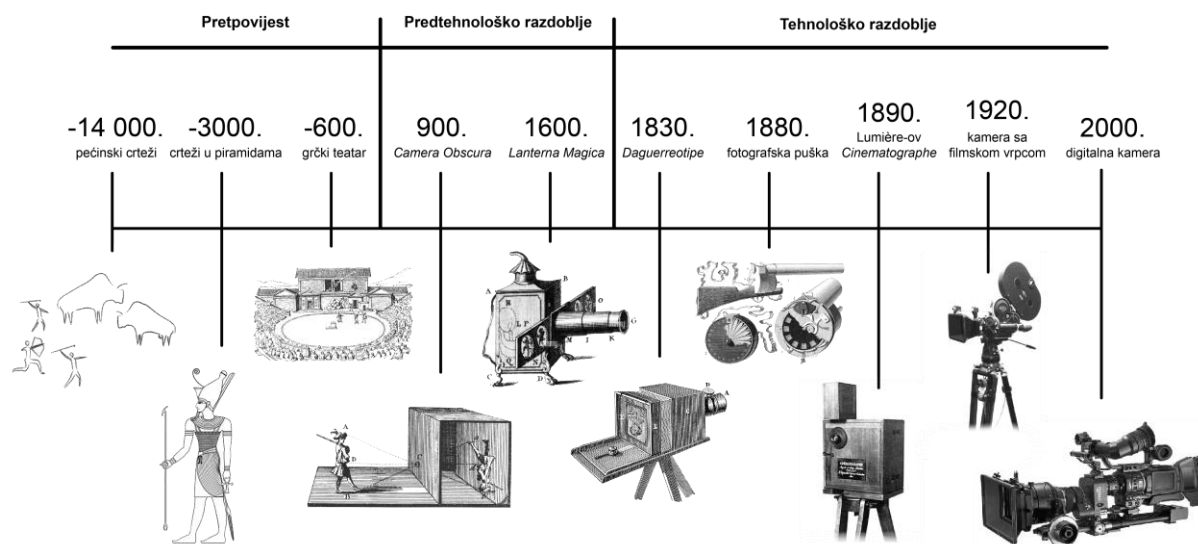 Pretpovijest
Predtehnološko razdoblje
Tehnološko razdoblje
-14 000.
pećinski crteži
-3000.
crteži u piramidama
-600.
grčki teatar
900.
Camera Obscura
1600.
Lanterna Magica
1830.
Daguerreotipe
1880.
fotografska puška
1890.
Lumière-ov
Cinematographe
1920.
kamera sa
filmskom vrpcom
2000.
digitalna kamera